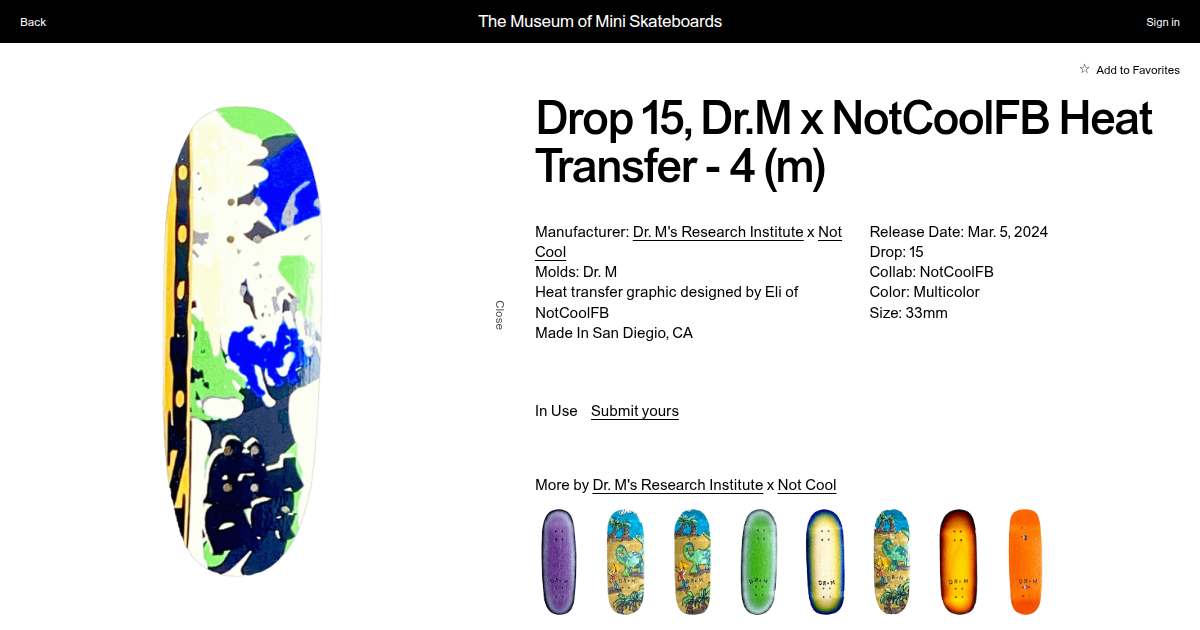 Back
The Museum of Mini Skateboards
Sign in
☆ Add to Favorites
Drop 15, Dr.M x NotCoolFB Heat
Transfer - 4 (m)
Manufacturer: Dr. M's Research Institute x Not
Cool
Molds: Dr. M
Heat transfer graphic designed by Eli of
NotCoolFB
Made In San Diegio, CA
Release Date: Mar. 5, 2024
Drop: 15
Collab: NotCoolFB
Color: Multicolor
Size: 33mm
Close
In Use Submit yours
More by Dr. M's Research Institute x Not Cool